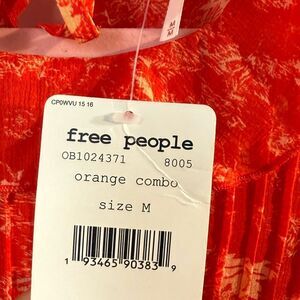 M
M
CP0WVU 15 16
free people
OB1024371 8005
orange combo
size M
1 93465 90383 9